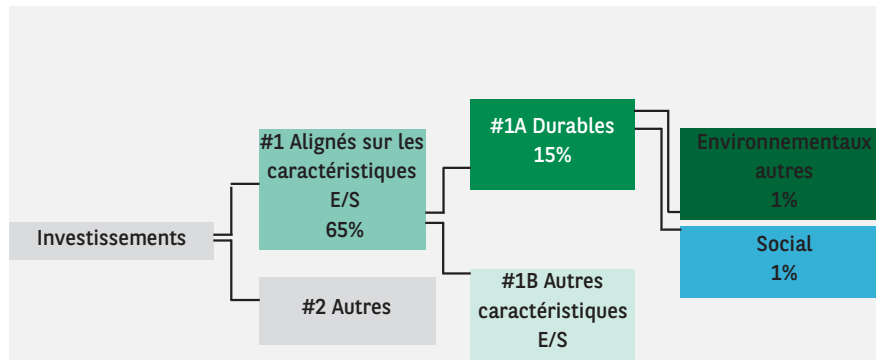 Investissements
#1 Alignés sur les
caractéristiques
E/S
65%
#2 Autres
#1A Durables
15%
#1B Autres
caractéristiques
E/S
Environnementaux
autres
1%
Social
1%